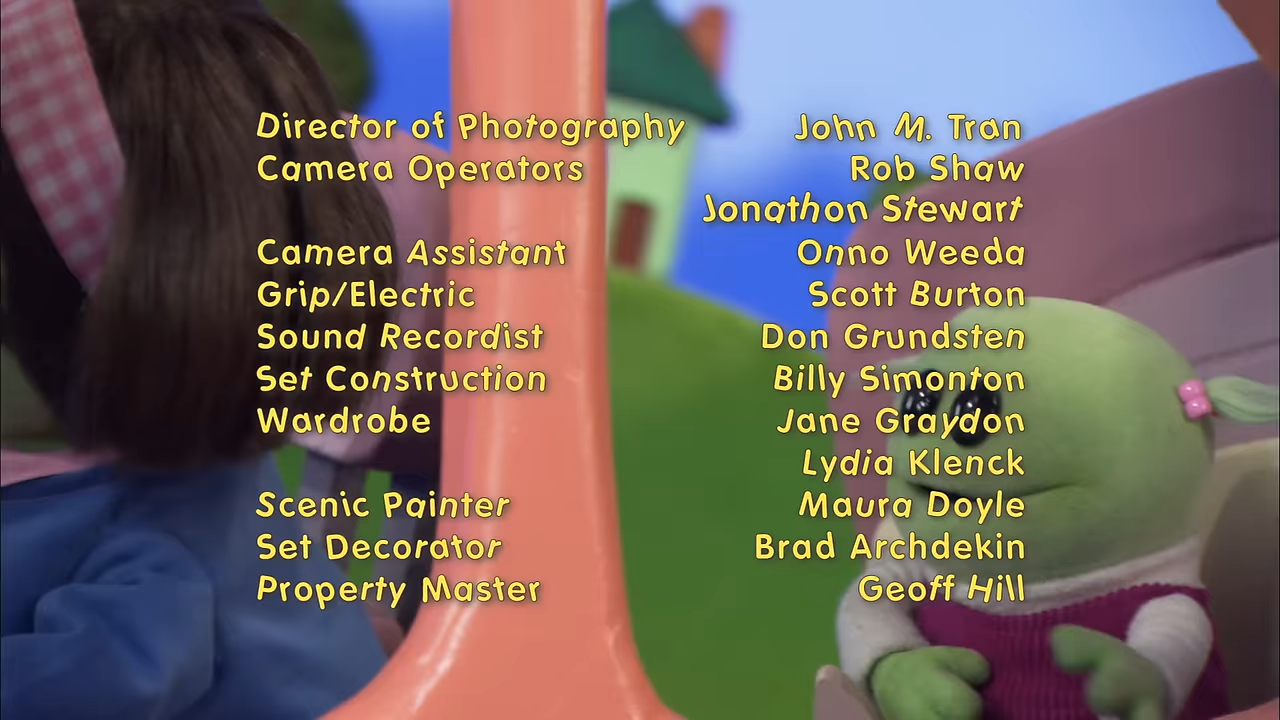 Director of Photography John M. Tran
Camera Operators Rob Shaw
Jonathon Stewart
Camera Assistant Onno Weeda
Grip/Electric Scott Burton
Sound Recordist Don Grundsten
Set Construction Billy Simonton
Wardrobe Jane Graydon
Lydia Klenck
Scenic Painter Maura Doyle
Set Decorator Brad Archdekin
Property Master Geoff Hill